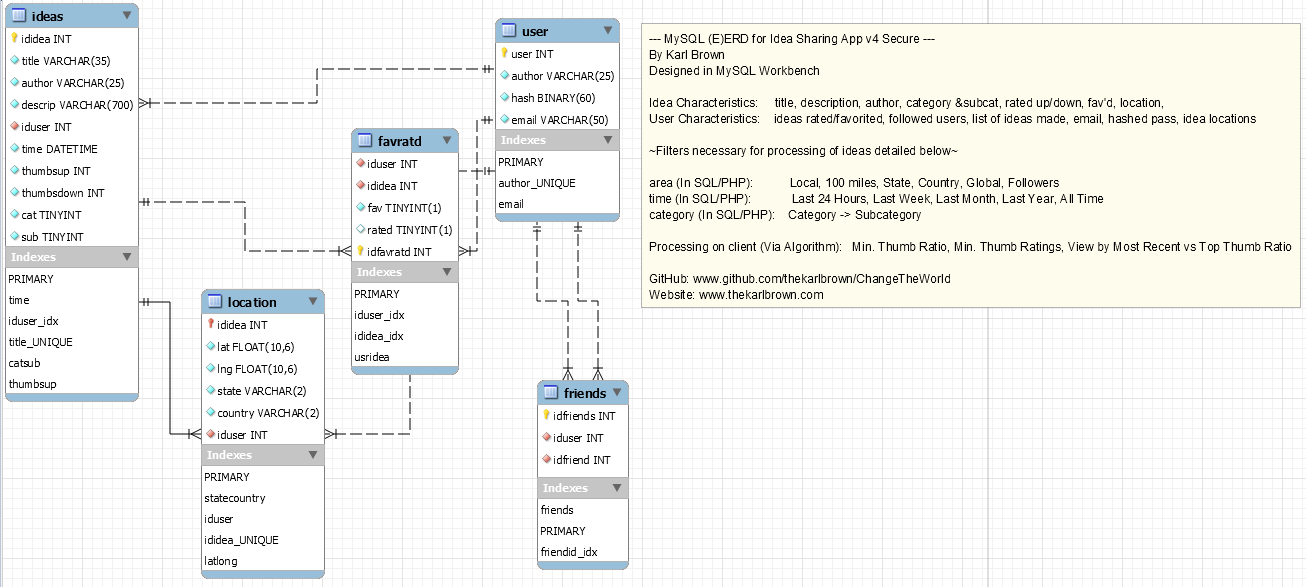 ideas
ididea INT
title VARCHAR(35)
author VARCHAR(25)
descrip VARCHAR(700)
iduser INT
time DATETIME
thumbsup INT
thumbsdown INT
cat TINYINT
sub TINYINT
Indexes
PRIMARY
time
iduser_idx
title_UNIQUE
catsub
thumbsup
location
ididea INT
lat FLOAT(10,6)
lng FLOAT(10,6)
state VARCHAR(2)
country VARCHAR(2)
iduser INT
Indexes
PRIMARY
statecountry
iduser
ididea_UNIQUE
latlong
favratd
iduser INT
ididea INT
fav TINYINT(1)
rated TINYINT(1)
idfavratd INT
Indexes
PRIMARY
iduser_idx
ididea_idx
usridea
user
user INT
author VARCHAR(25)
hash BINARY(60)
email VARCHAR(50)
Indexes
PRIMARY
author_UNIQUE
email
friends
idfriends INT
iduser INT
idfriend INT
Indexes
friends
PRIMARY
friendid_idx
--- MySQL (E)ERD for Idea Sharing App v4 Secure ---
By Karl Brown
Designed in MySQL Workbench
Idea Characteristics: title, description, author, category &subcat, rated up/down, fav'd, location,
User Characteristics: ideas rated/favorited, followed users, list of ideas made, email, hashed pass, idea locations
~Filters necessary for processing of ideas detailed below~
area (In SQL/PHP): Local, 100 miles, State, Country, Global, Followers
time (In SQL/PHP): Last 24 Hours, Last Week, Last Month, Last Year, All Time
category (In SQL/PHP): Category -> Subcategory
Processing on client (Via Algorithm): Min. Thumb Ratio, Min. Thumb Ratings, View by Most Recent vs Top Thumb Ratio
GitHub: www.github.com/thekarlbrown/ChangeTheWorld
Website: www.thekarlbrown.com